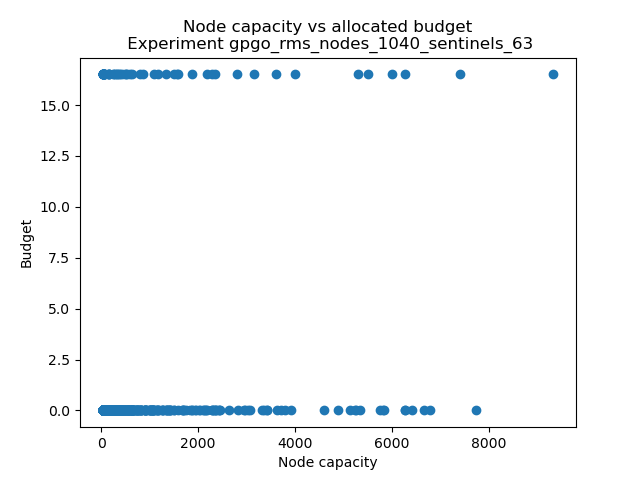 Node capacity vs allocated budget
Experiment gpgo_rms_nodes_1040_sentinels_63
15.0
12.5
10.0
7.5
5.0
2.5
0.0
Budget
0 2000 4000 6000 8000
Node capacity